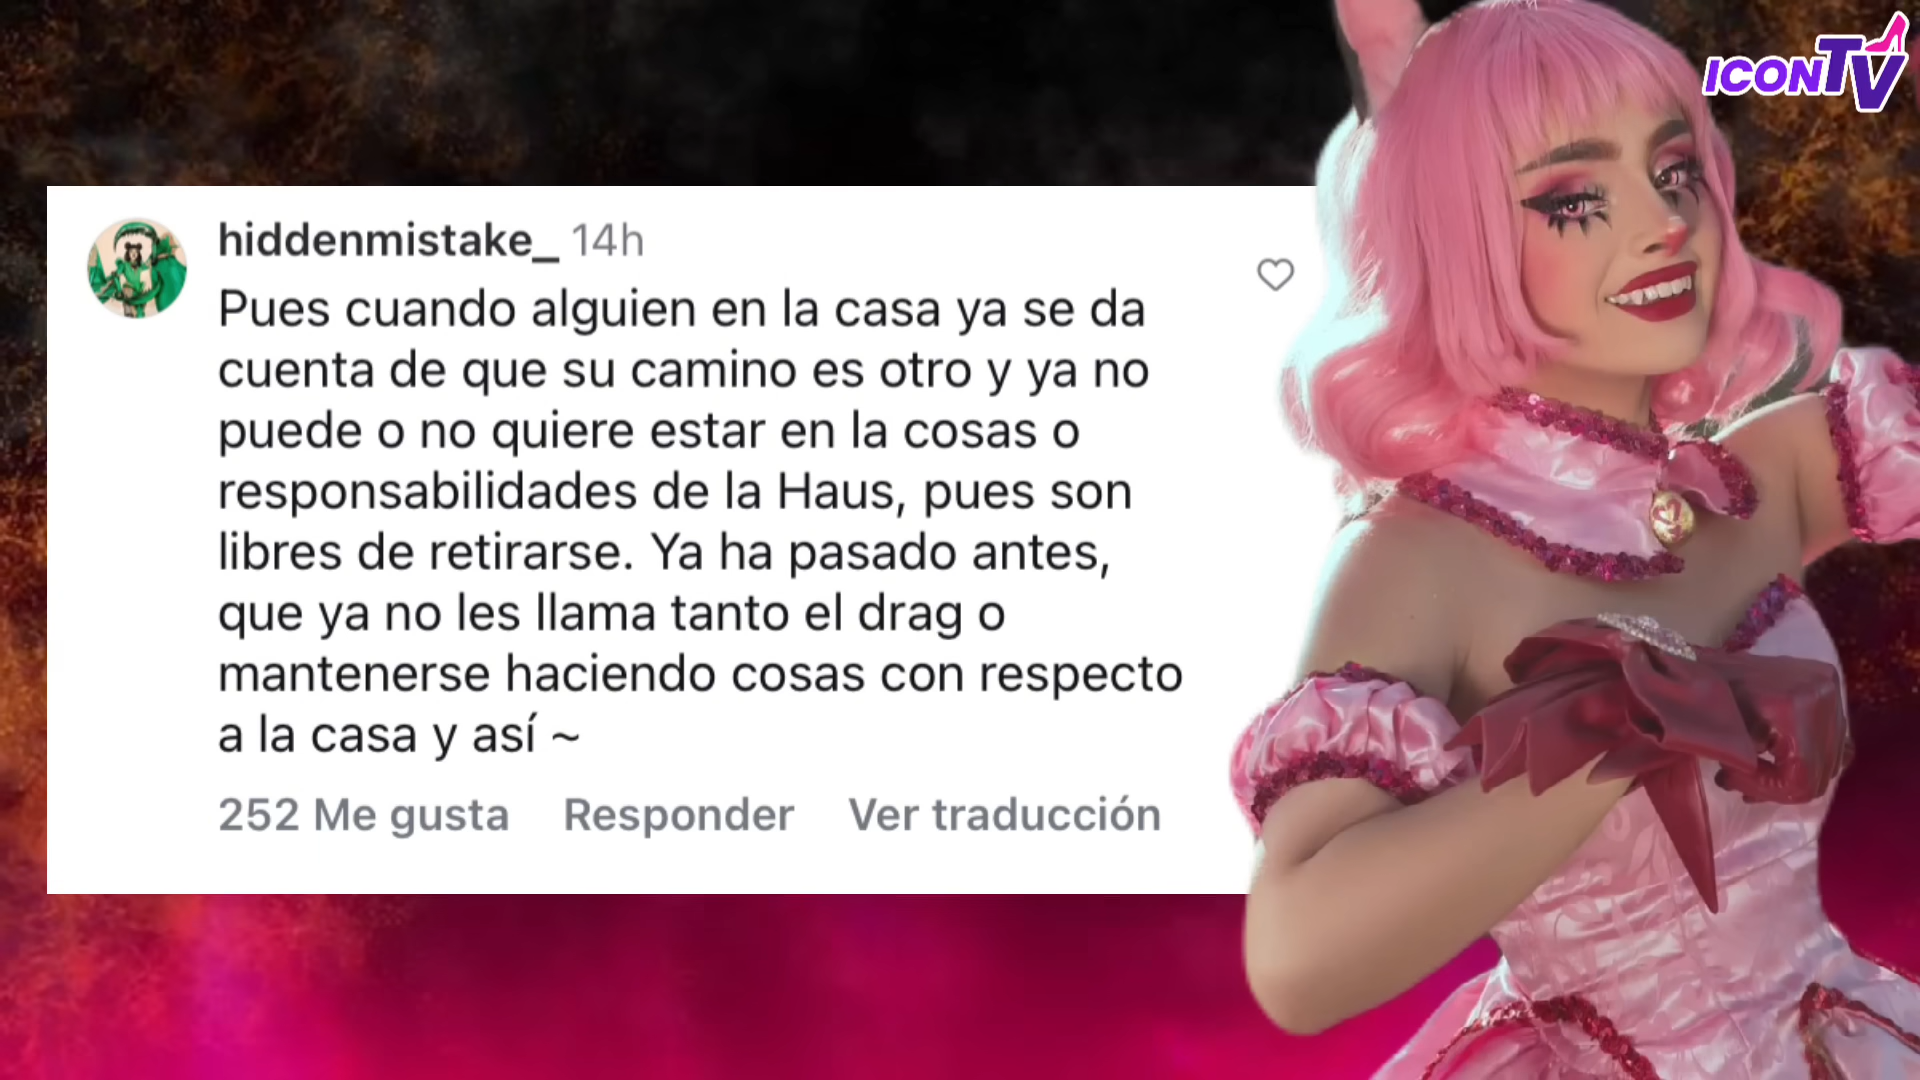 ICONTV
hiddenmistake_ 14h
Pues cuando alguien en la casa ya se da
cuenta de que su camino es otro y ya no
puede o no quiere estar en la cosas o
responsabilidades de la Haus, pues son
libres de retirarse. Ya ha pasado antes,
que ya no les llama tanto el drag o
mantenerse haciendo cosas con respecto
a la casa y así ~
252 Me gusta Responder Ver traducción